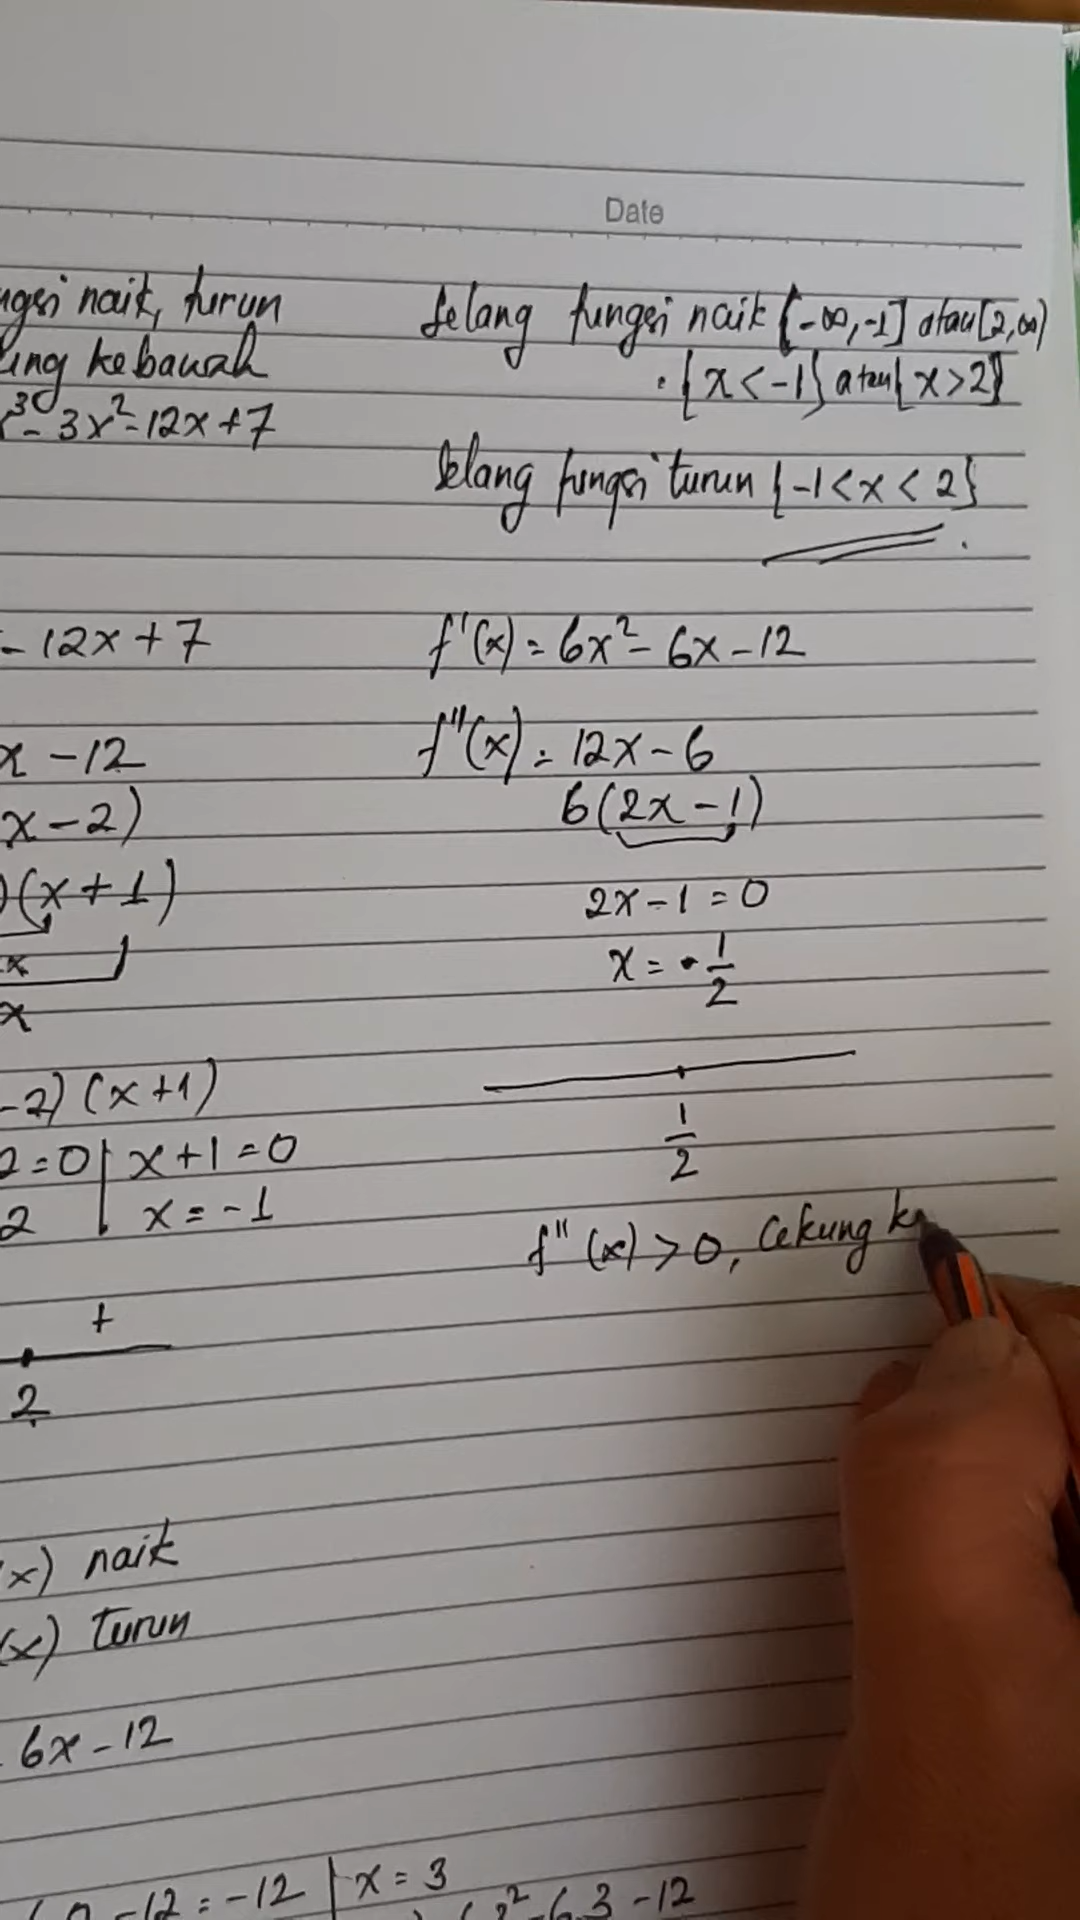 Date
fungsi naik, turun
kebawah
- 3x² - 12x + 7
- 12x + 7
x - 12
x - 2)
)(x + 1)
x
x
-2) (x + 1)
2 = 0 | x + 1 = 0
2 | x = -1
+
2
(x) naik
(x) turun
6x - 12
- 12 = -12 | x = 3
6.3 - 12
Selang fungsi naik [-∞, -1] atau [2, ∞)
{x < -1} atau {x > 2}
Selang fungsi turun {-1 < x < 2}
f'(x) = 6x² - 6x - 12
f''(x) = 12x - 6
6(2x - 1)
2x - 1 = 0
x = 1/2
1/2
f''(x) > 0, Cekung